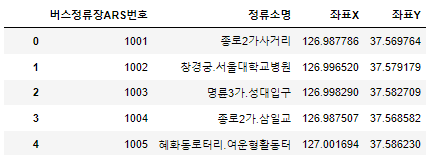 버스정류장ARS번호 정류소명 좌표X 좌표Y
0 1001 종로2가사거리 126.987786 37.569764
1 1002 창경궁.서울대학교병원 126.996520 37.579179
2 1003 명륜3가.성대입구 126.998290 37.582709
3 1004 종로2가.삼일교 126.987507 37.568582
4 1005 혜화동로터리.여운형활동터 127.001694 37.586230